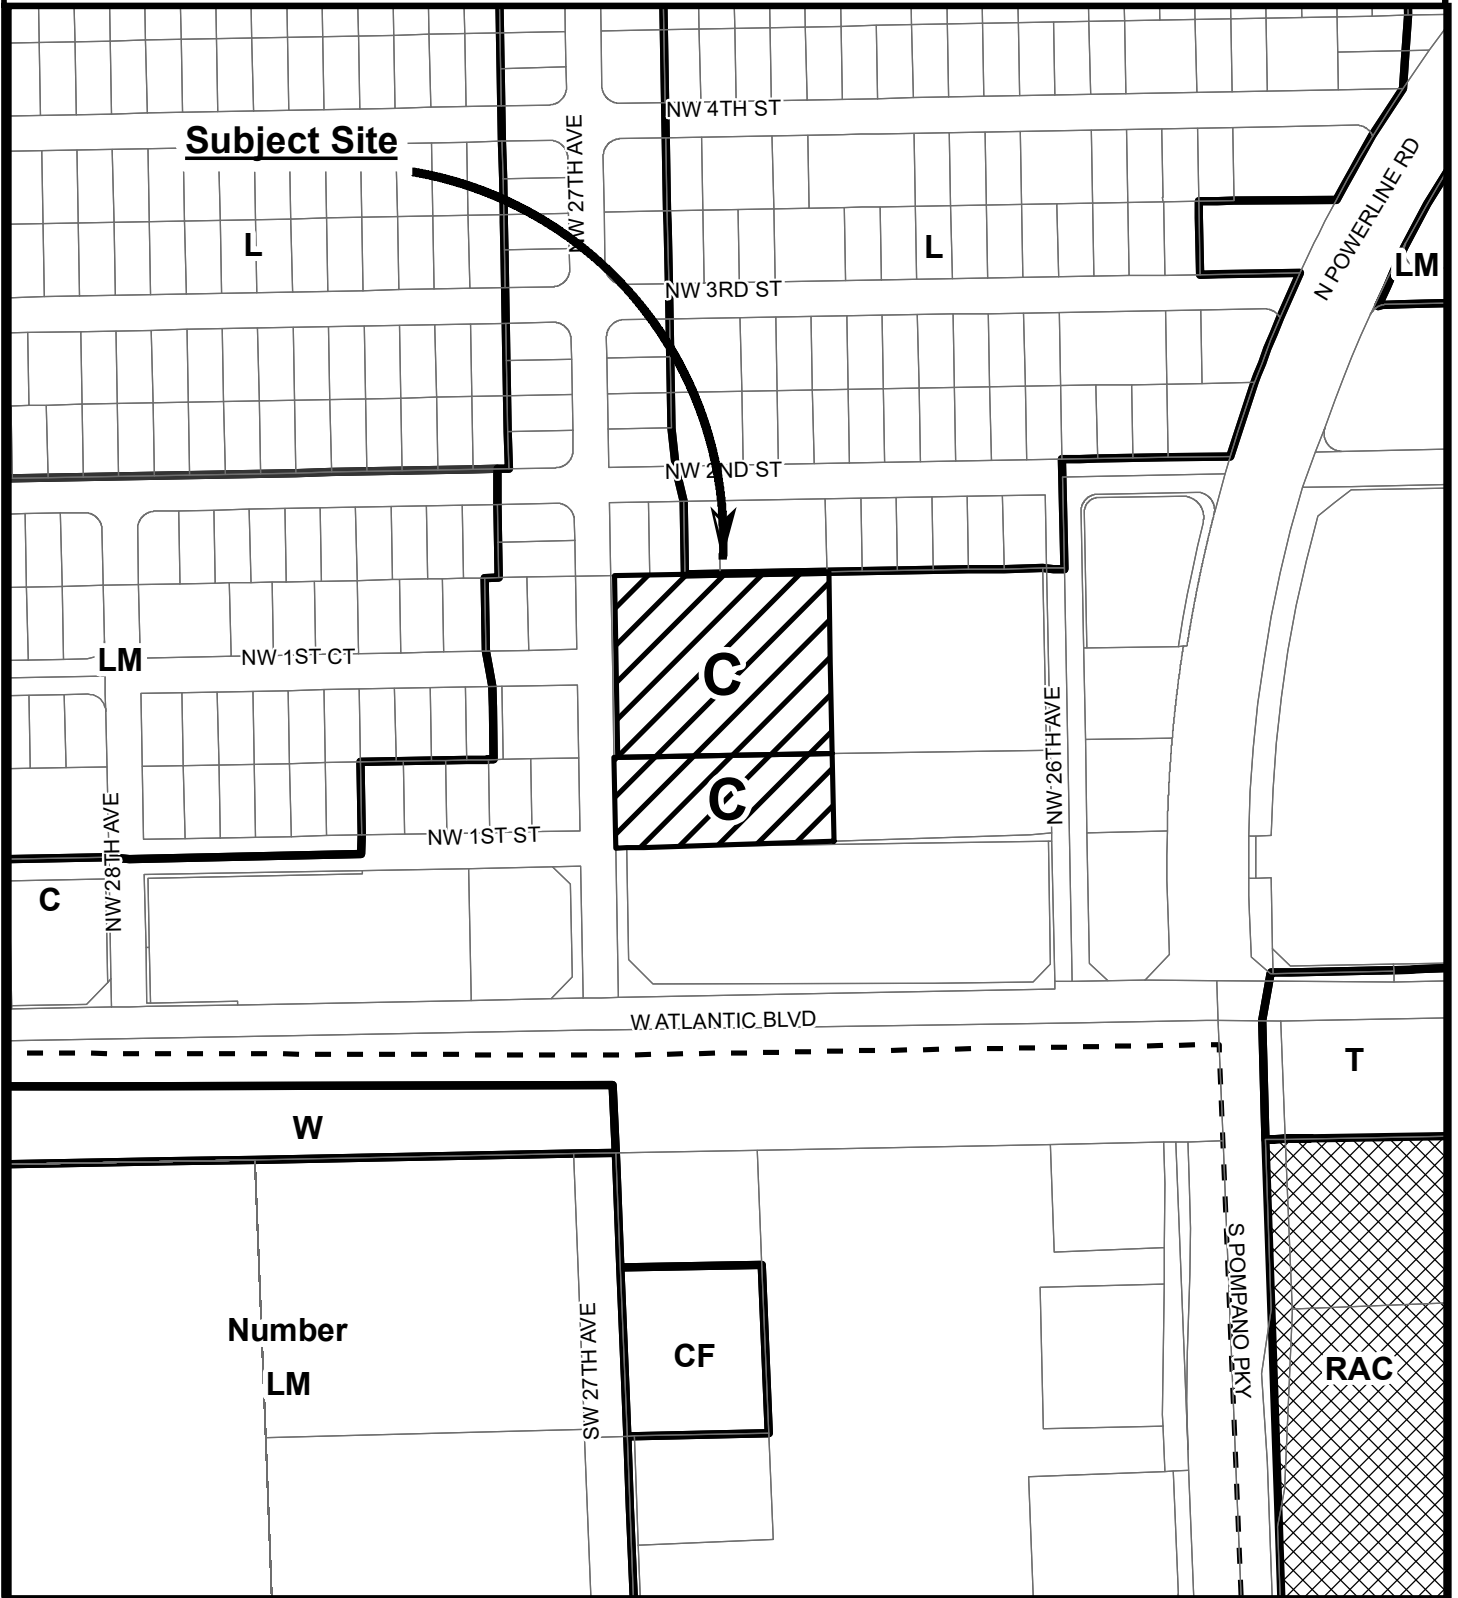 NW 4TH ST
Subject Site
NW 27TH AVE
N POWERLINE RD
L
L
LM
NW 3RD ST
NW 2ND ST
LM
NW 1ST CT
C
NW 26TH AVE
C
NW 1ST ST
NW 28TH AVE
C
W ATLANTIC BLVD
T
W
S POMPANO PKY
Number
LM
SW 27TH AVE
CF
RAC